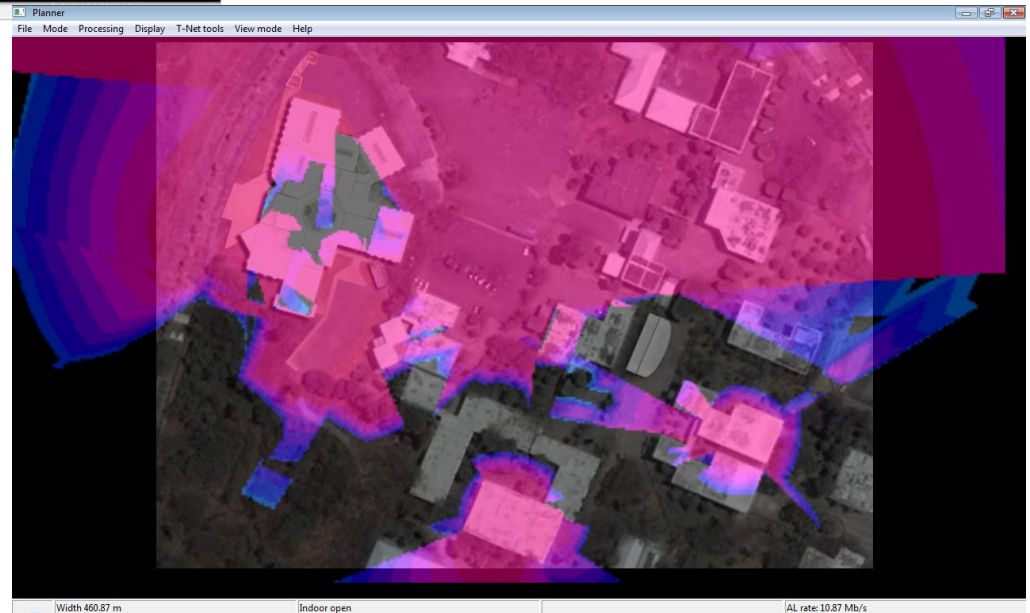 Planner
File Mode Processing Display T-Net tools View mode Help
Width 460.87 m Indoor open AL rate: 10.87 Mb/s